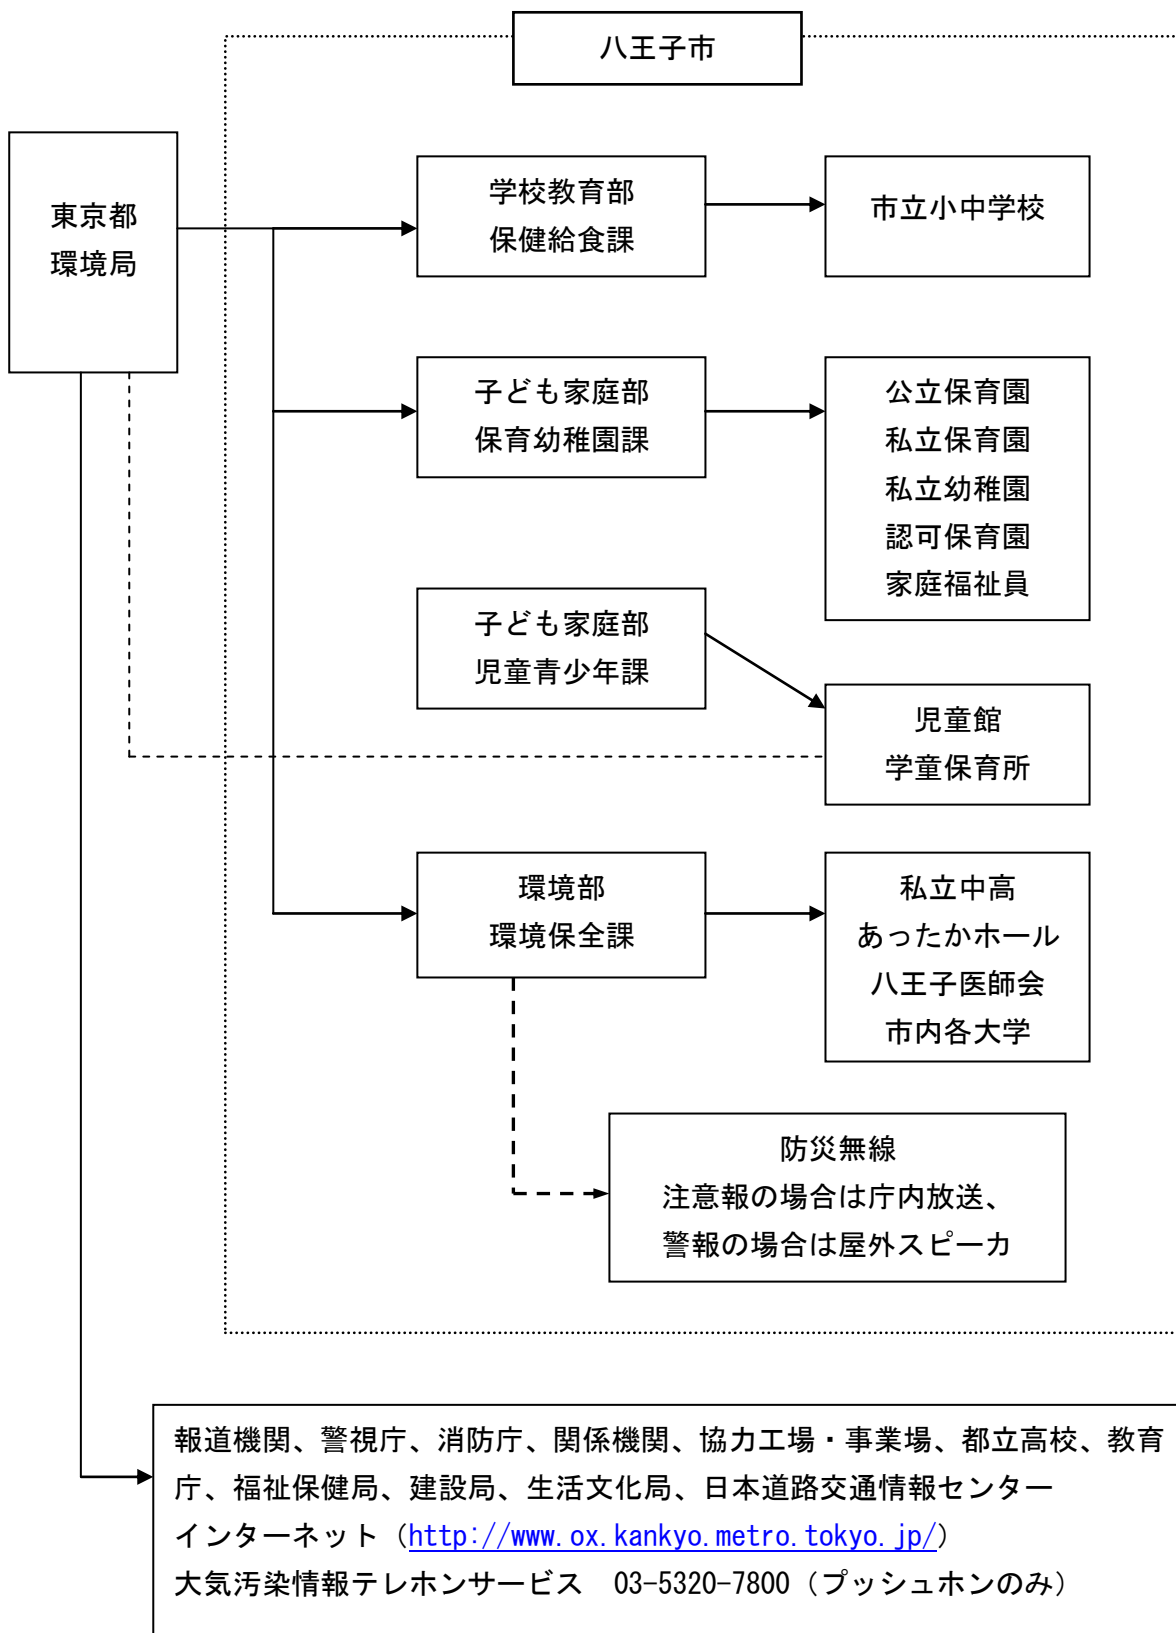 八王子市
東京都
環境局
学校教育部
保健給食課
市立小中学校
子ども家庭部
保育幼稚園課
公立保育園
私立保育園
私立幼稚園
認可保育園
家庭福祉員
子ども家庭部
児童青少年課
児童館
学童保育所
環境部
環境保全課
私立中高
あったかホール
八王子医師会
市内各大学
防災無線
注意報の場合は庁内放送、
警報の場合は屋外スピーカ
報道機関、警視庁、消防庁、関係機関、協力工場・事業場、都立高校、教育
庁、福祉保健局、建設局、生活文化局、日本道路交通情報センター
インターネット（http://www.ox.kankyo.metro.tokyo.jp/）
大気汚染情報テレホンサービス　03-5320-7800（プッシュホンのみ）